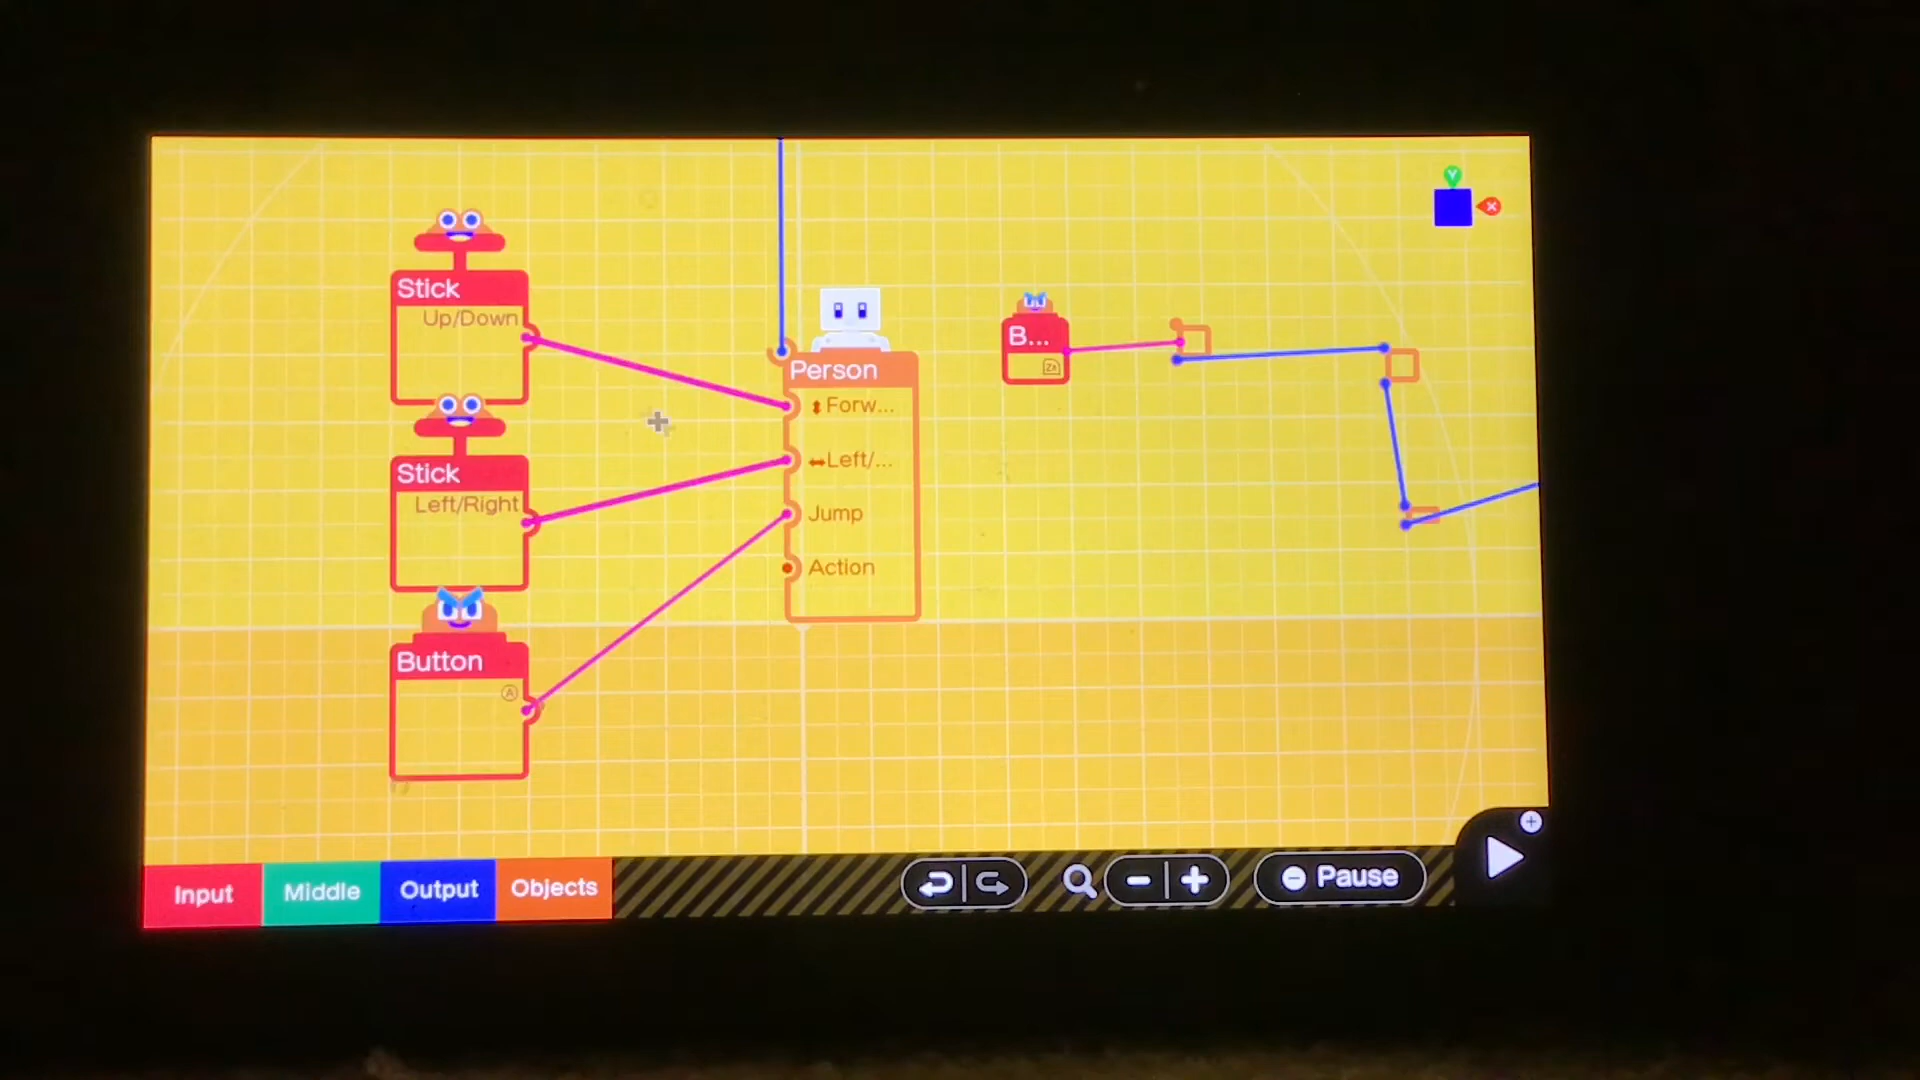 Y
X
Stick
Up/Down
Stick
Left/Right
Button
A
Person
Forw...
Left/...
Jump
Action
B...
Input
Middle
Output
Objects
Pause